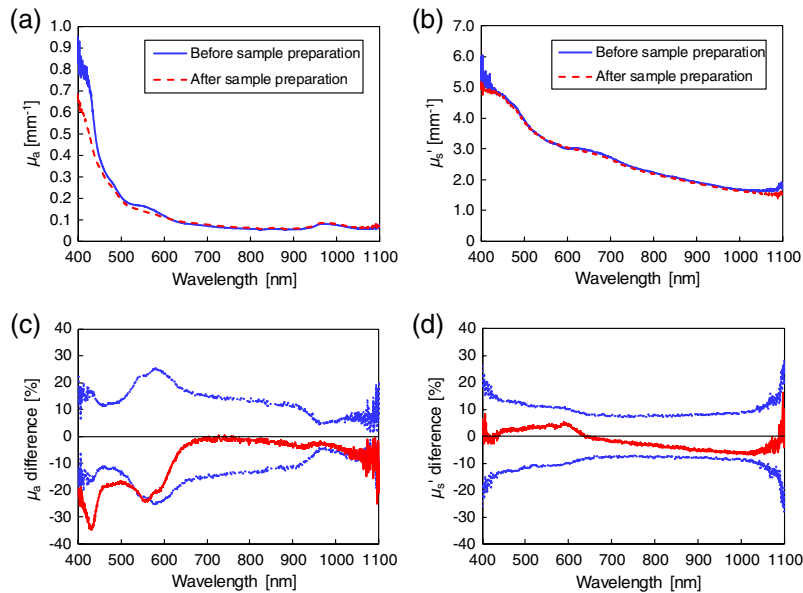 (a)
1.0
0.9
0.8
0.7
0.6
0.5
0.4
0.3
0.2
0.1
0
μa [mm-1]
Before sample preparation
After sample preparation
400 500 600 700 800 900 1000 1100
Wavelength [nm]
(b)
7.0
6.0
5.0
4.0
3.0
2.0
1.0
0
μs' [mm-1]
Before sample preparation
After sample preparation
400 500 600 700 800 900 1000 1100
Wavelength [nm]
(c)
40
30
20
10
0
-10
-20
-30
-40
μa difference [%]
400 500 600 700 800 900 1000 1100
Wavelength [nm]
(d)
40
30
20
10
0
-10
-20
-30
-40
μs' difference [%]
400 500 600 700 800 900 1000 1100
Wavelength [nm]